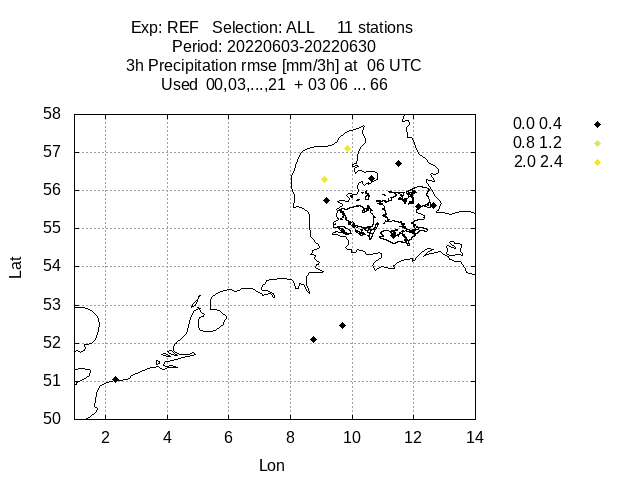 Exp: REF   Selection: ALL     11 stations
Period: 20220603-20220630
3h Precipitation rmse [mm/3h] at  06 UTC
Used  00,03,...,21  + 03 06 ... 66
0.0 0.4
0.8 1.2
2.0 2.4
58
57
56
55
54
53
52
51
50
Lat
2 4 6 8 10 12 14
Lon